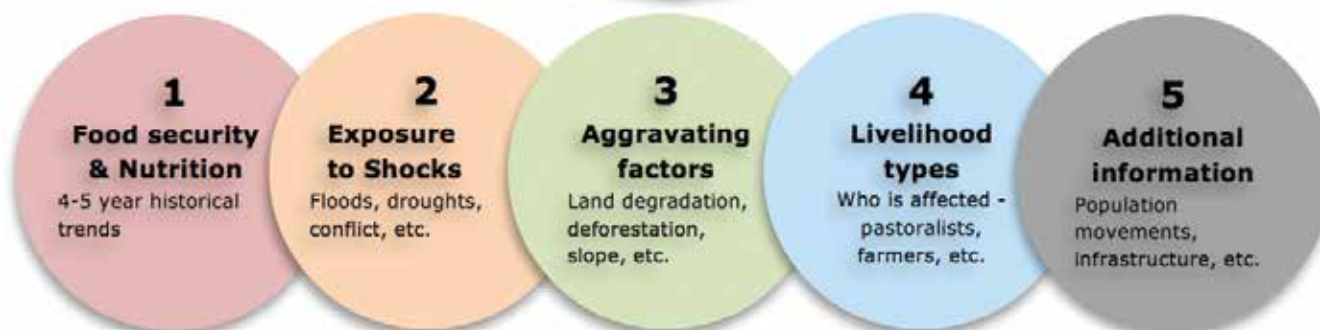 1
Food security
& Nutrition
4-5 year historical
trends
2
Exposure
to Shocks
Floods, droughts,
conflict, etc.
3
Aggravating
factors
Land degradation,
deforestation,
slope, etc.
4
Livelihood
types
Who is affected -
pastoralists,
farmers, etc.
5
Additional
information
Population
movements,
infrastructure, etc.